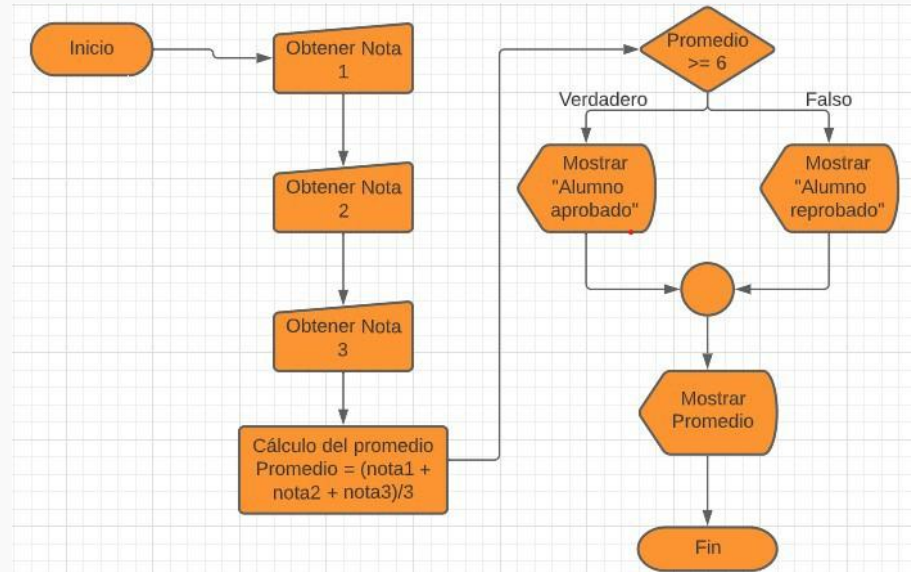 Inicio
Obtener Nota
1
Obtener Nota
2
Obtener Nota
3
Cálculo del promedio
Promedio = (nota1 +
nota2 + nota3)/3
Promedio
>= 6
Verdadero
Falso
Mostrar
"Alumno
aprobado"
Mostrar
"Alumno
reprobado"
Mostrar
Promedio
Fin